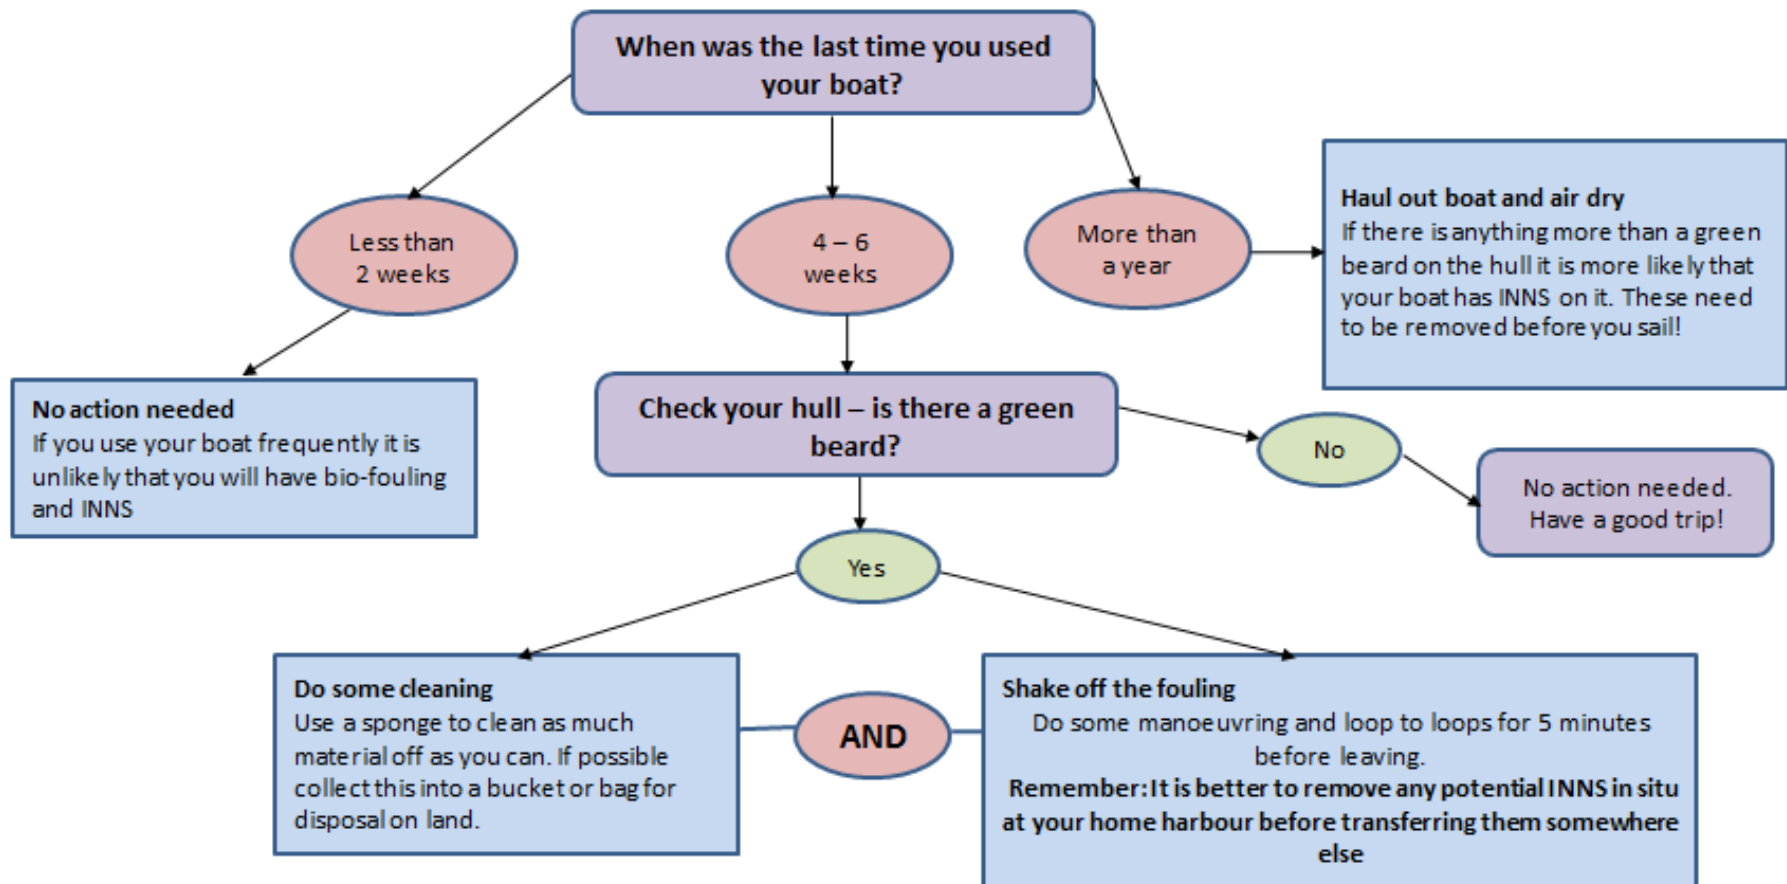 When was the last time you used
your boat?
Less than
2 weeks
4 – 6
weeks
More than
a year
Haul out boat and air dry
If there is anything more than a green
beard on the hull it is more likely that
your boat has INNS on it. These need
to be removed before you sail!
No action needed
If you use your boat frequently it is
unlikely that you will have bio-fouling
and INNS
Check your hull – is there a green
beard?
No
No action needed.
Have a good trip!
Yes
Do some cleaning
Use a sponge to clean as much
material off as you can. If possible
collect this into a bucket or bag for
disposal on land.
AND
Shake off the fouling
Do some manoeuvring and loop to loops for 5 minutes
before leaving.
Remember: It is better to remove any potential INNS in situ
at your home harbour before transferring them somewhere
else